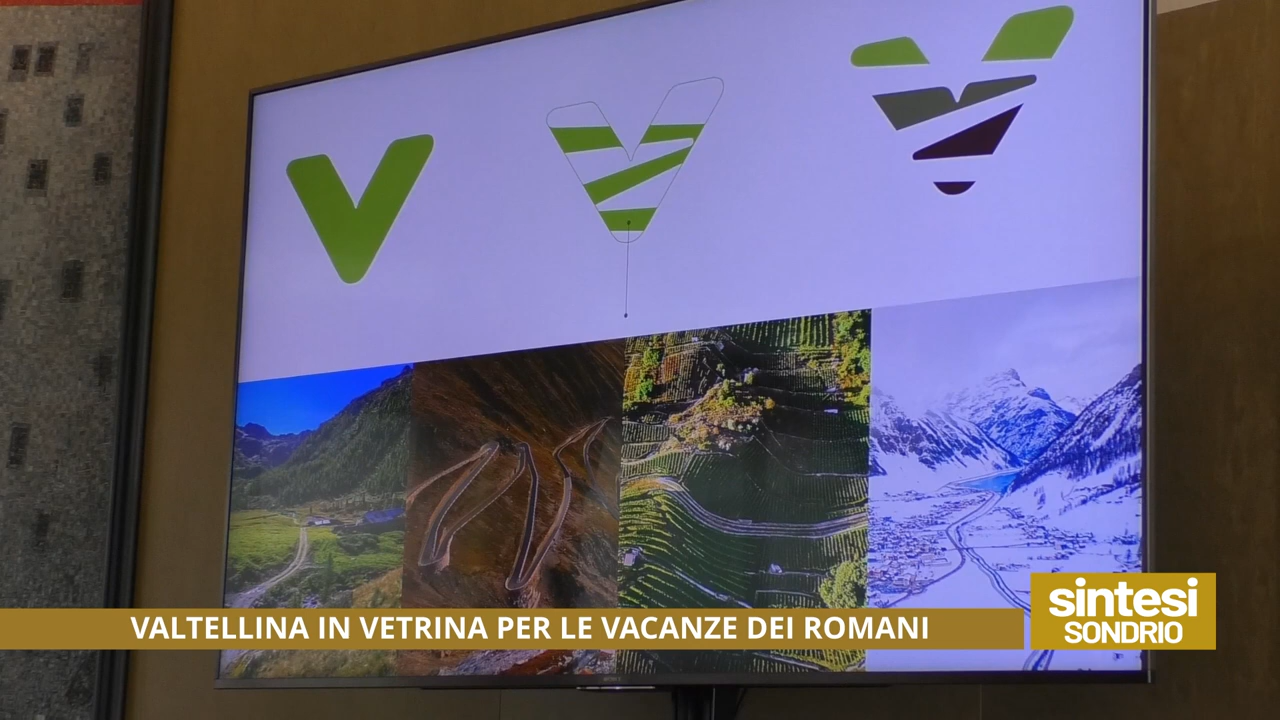 VALTELLINA IN VETRINA PER LE VACANZE DEI ROMANI
sintesi
SONDRIO